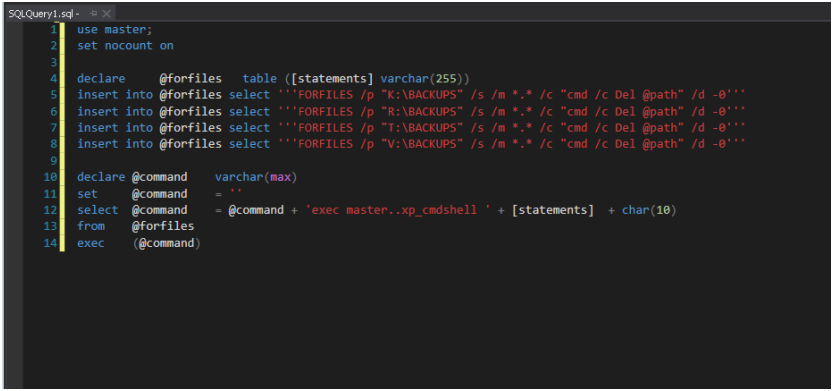 SQLQuery1.sql -
1 use master;
2 set nocount on
3
4 declare @forfiles table ([statements] varchar(255))
5 insert into @forfiles select '''FORFILES /p "K:\BACKUPS" /s /m *.* /c "cmd /c Del @path" /d -0'''
6 insert into @forfiles select '''FORFILES /p "R:\BACKUPS" /s /m *.* /c "cmd /c Del @path" /d -0'''
7 insert into @forfiles select '''FORFILES /p "T:\BACKUPS" /s /m *.* /c "cmd /c Del @path" /d -0'''
8 insert into @forfiles select '''FORFILES /p "V:\BACKUPS" /s /m *.* /c "cmd /c Del @path" /d -0'''
9
10 declare @command varchar(max)
11 set @command = ''
12 select @command = @command + 'exec master..xp_cmdshell ' + [statements] + char(10)
13 from @forfiles
14 exec (@command)